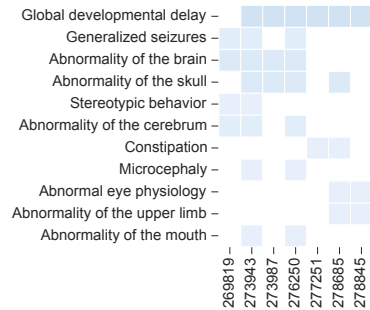 Global developmental delay
Generalized seizures
Abnormality of the brain
Abnormality of the skull
Stereotypic behavior
Abnormality of the cerebrum
Constipation
Microcephaly
Abnormal eye physiology
Abnormality of the upper limb
Abnormality of the mouth
269819
273943
273987
276250
277251
278685
278845